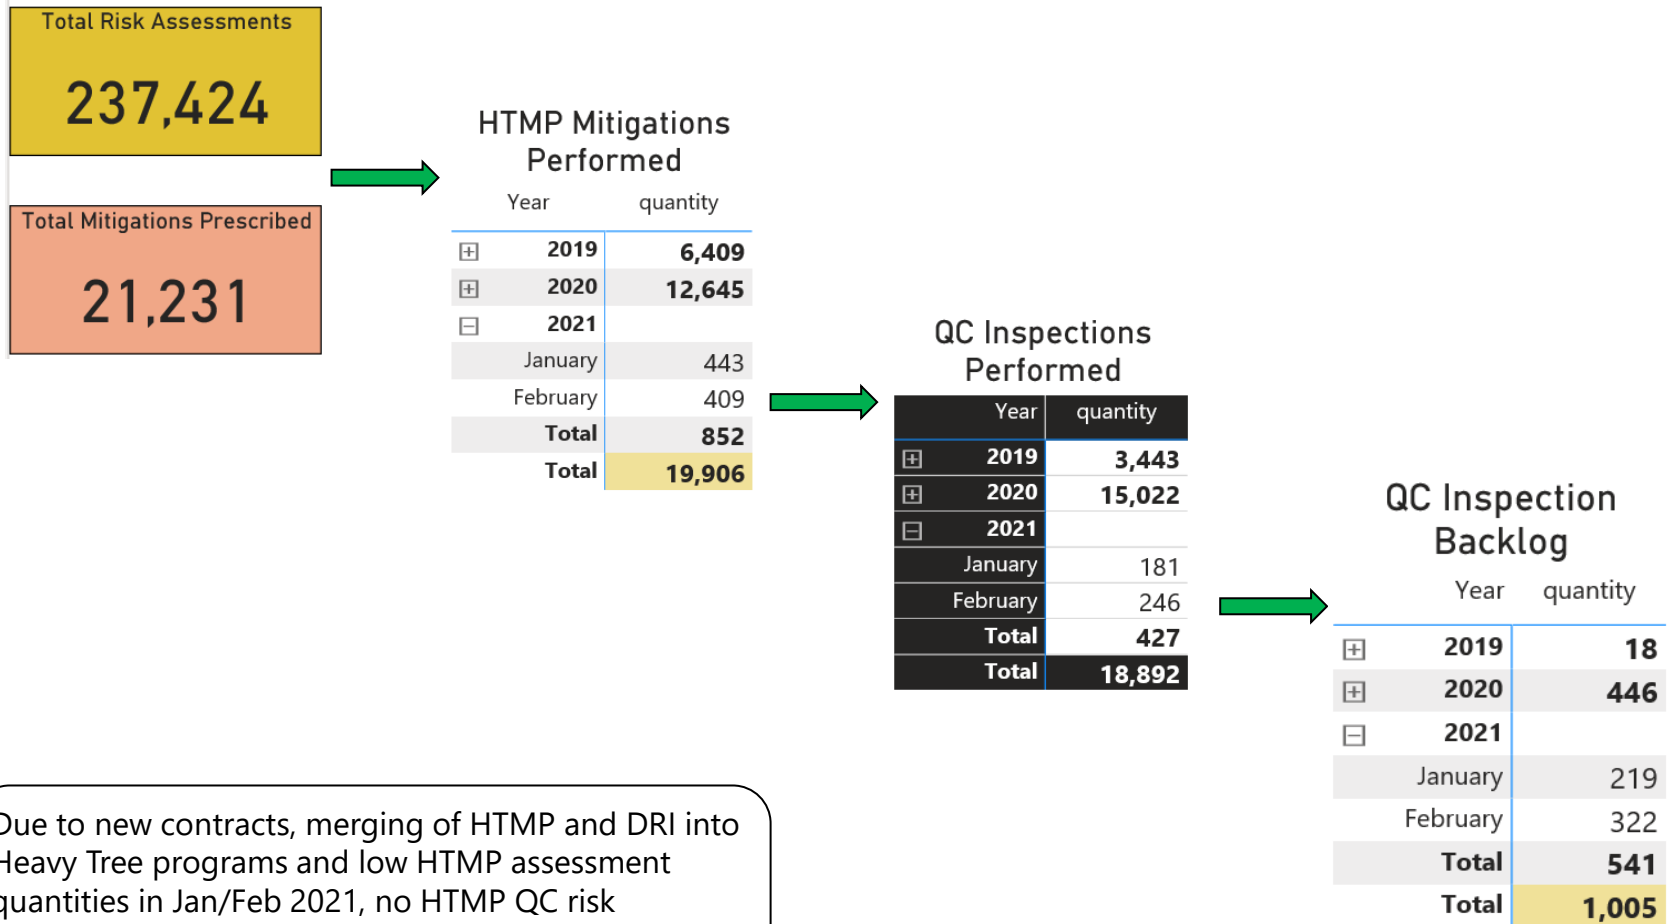 Total Risk Assessments
237,424
Total Mitigations Prescribed
21,231
HTMP Mitigations
Performed
Year quantity
2019 6,409
2020 12,645
2021
January 443
February 409
Total 852
Total 19,906
QC Inspections
Performed
Year quantity
2019 3,443
2020 15,022
2021
January 181
February 246
Total 427
Total 18,892
QC Inspection
Backlog
Year quantity
2019 18
2020 446
2021
January 219
February 322
Total 541
Total 1,005
Due to new contracts, merging of HTMP and DRI into
Heavy Tree programs and low HTMP assessment
quantities in Jan/Feb 2021, no HTMP QC risk